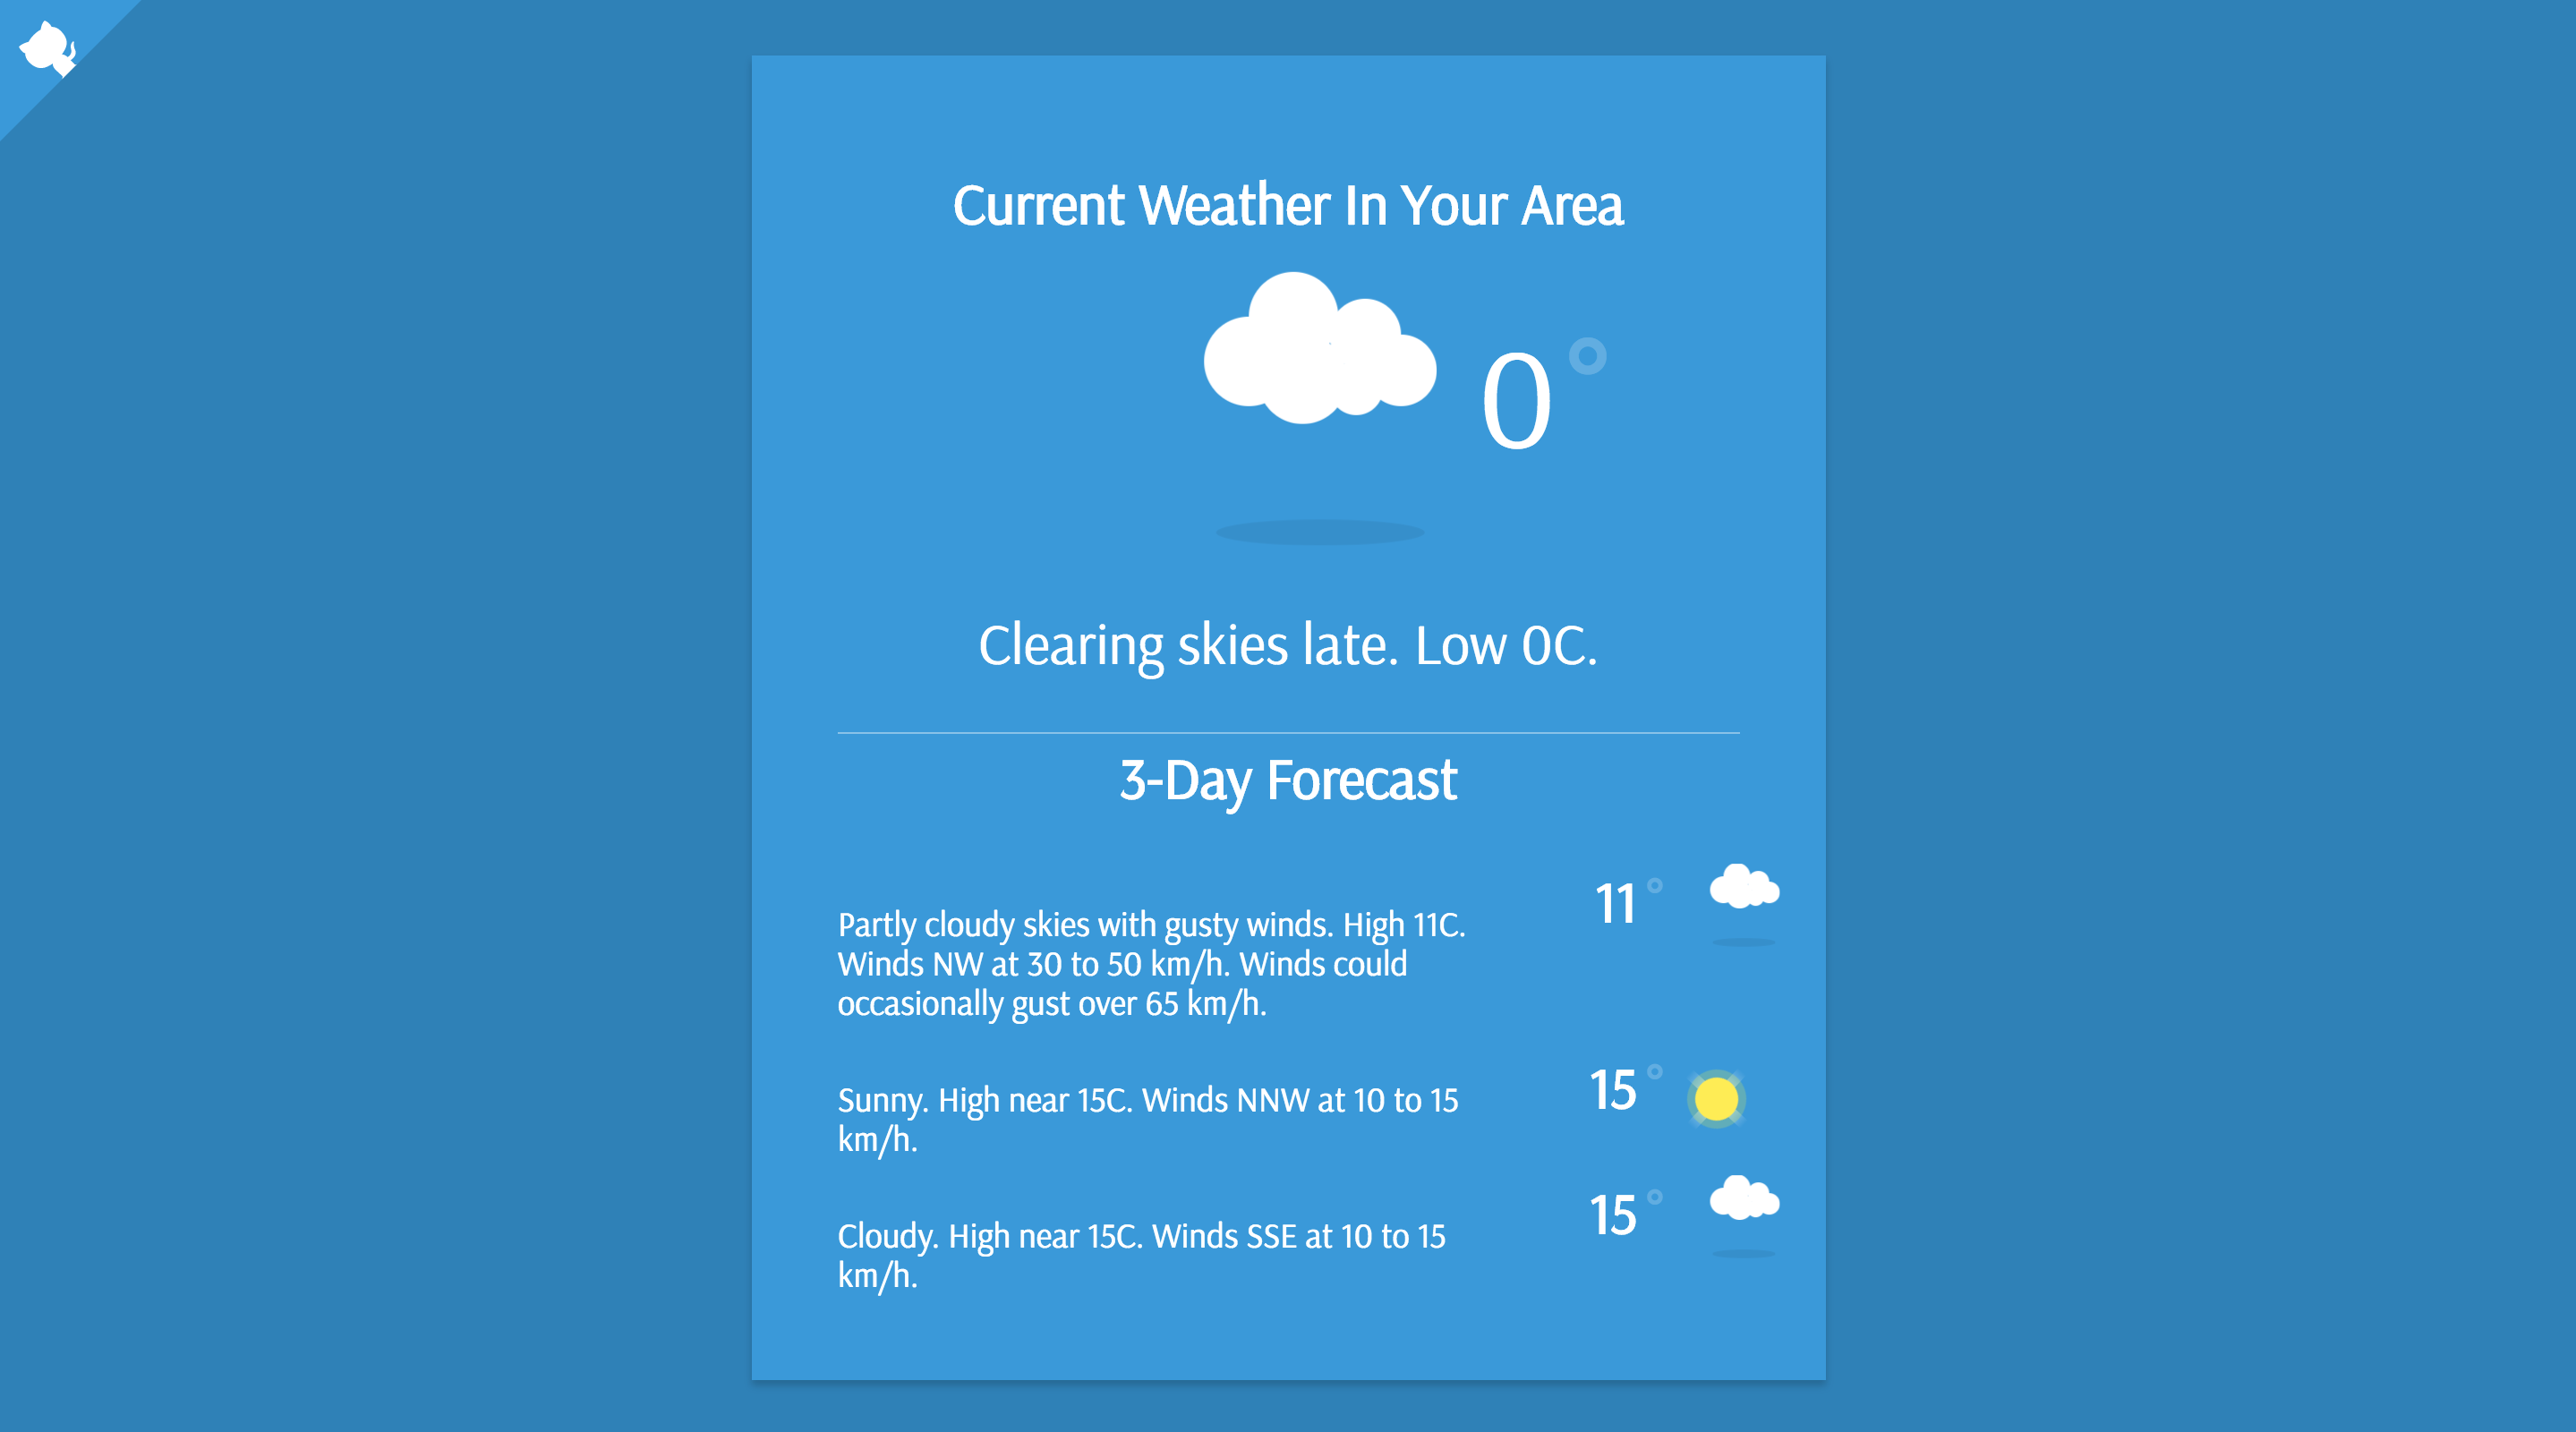 Current Weather In Your Area
0°
Clearing skies late. Low 0C.
3-Day Forecast
11°
Partly cloudy skies with gusty winds. High 11C.
Winds NW at 30 to 50 km/h. Winds could
occasionally gust over 65 km/h.
15°
Sunny. High near 15C. Winds NNW at 10 to 15
km/h.
15°
Cloudy. High near 15C. Winds SSE at 10 to 15
km/h.